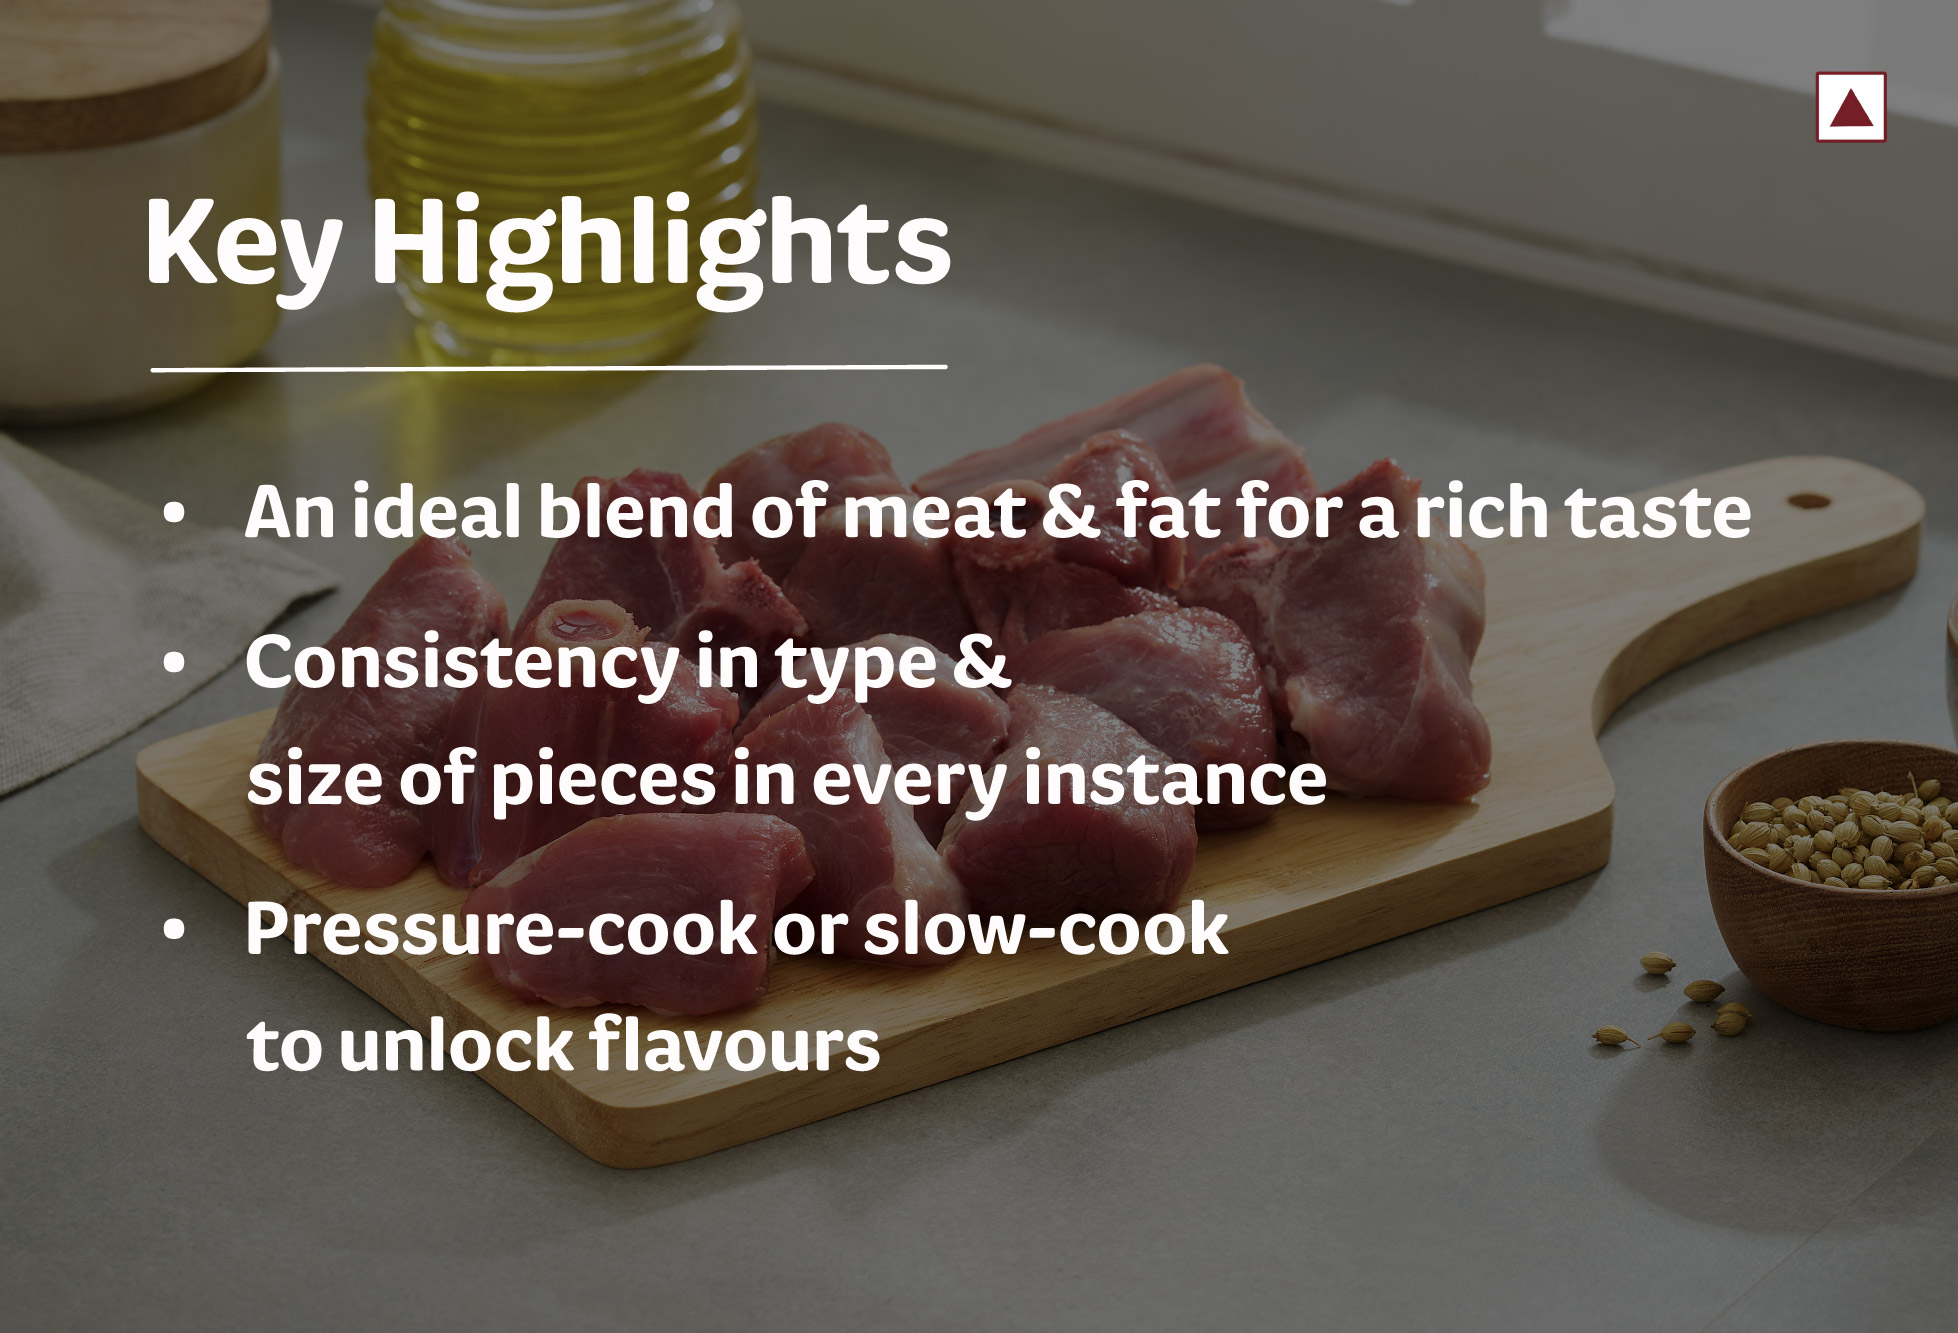 Key Highlights
• An ideal blend of meat & fat for a rich taste
• Consistency in type &
size of pieces in every instance
• Pressure-cook or slow-cook
to unlock flavours